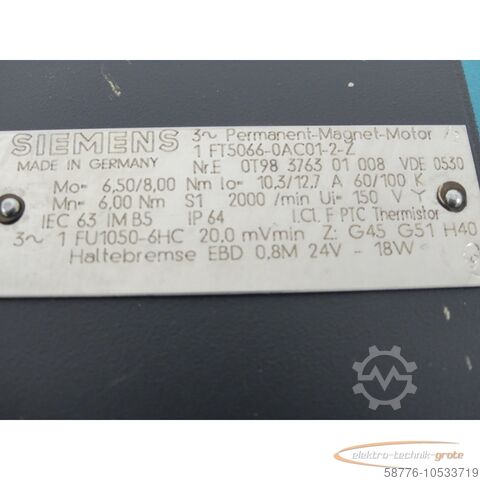 SIEMENS 3~ Permanent-Magnet-Motor
1 FT5066-0AC01-2-Z
MADE IN GERMANY Nr.E 0T98 3763 01 008 VDE 0530
Mo= 6,50/8,00 Nm Io= 10.3/12.7 A 60/100 K
Mn= 6,00 Nm S1 2000 /min Ui= 150 V Y
IEC 63 IM B5 IP 64 I.Cl. F PTC Thermistor
3~ 1 FU1050-6HC 20,0 mVmin Z: G45 G51 H40
Haltebremse EBD 0,8M 24V - 18W
elektro-technik-grote
58776-10533719